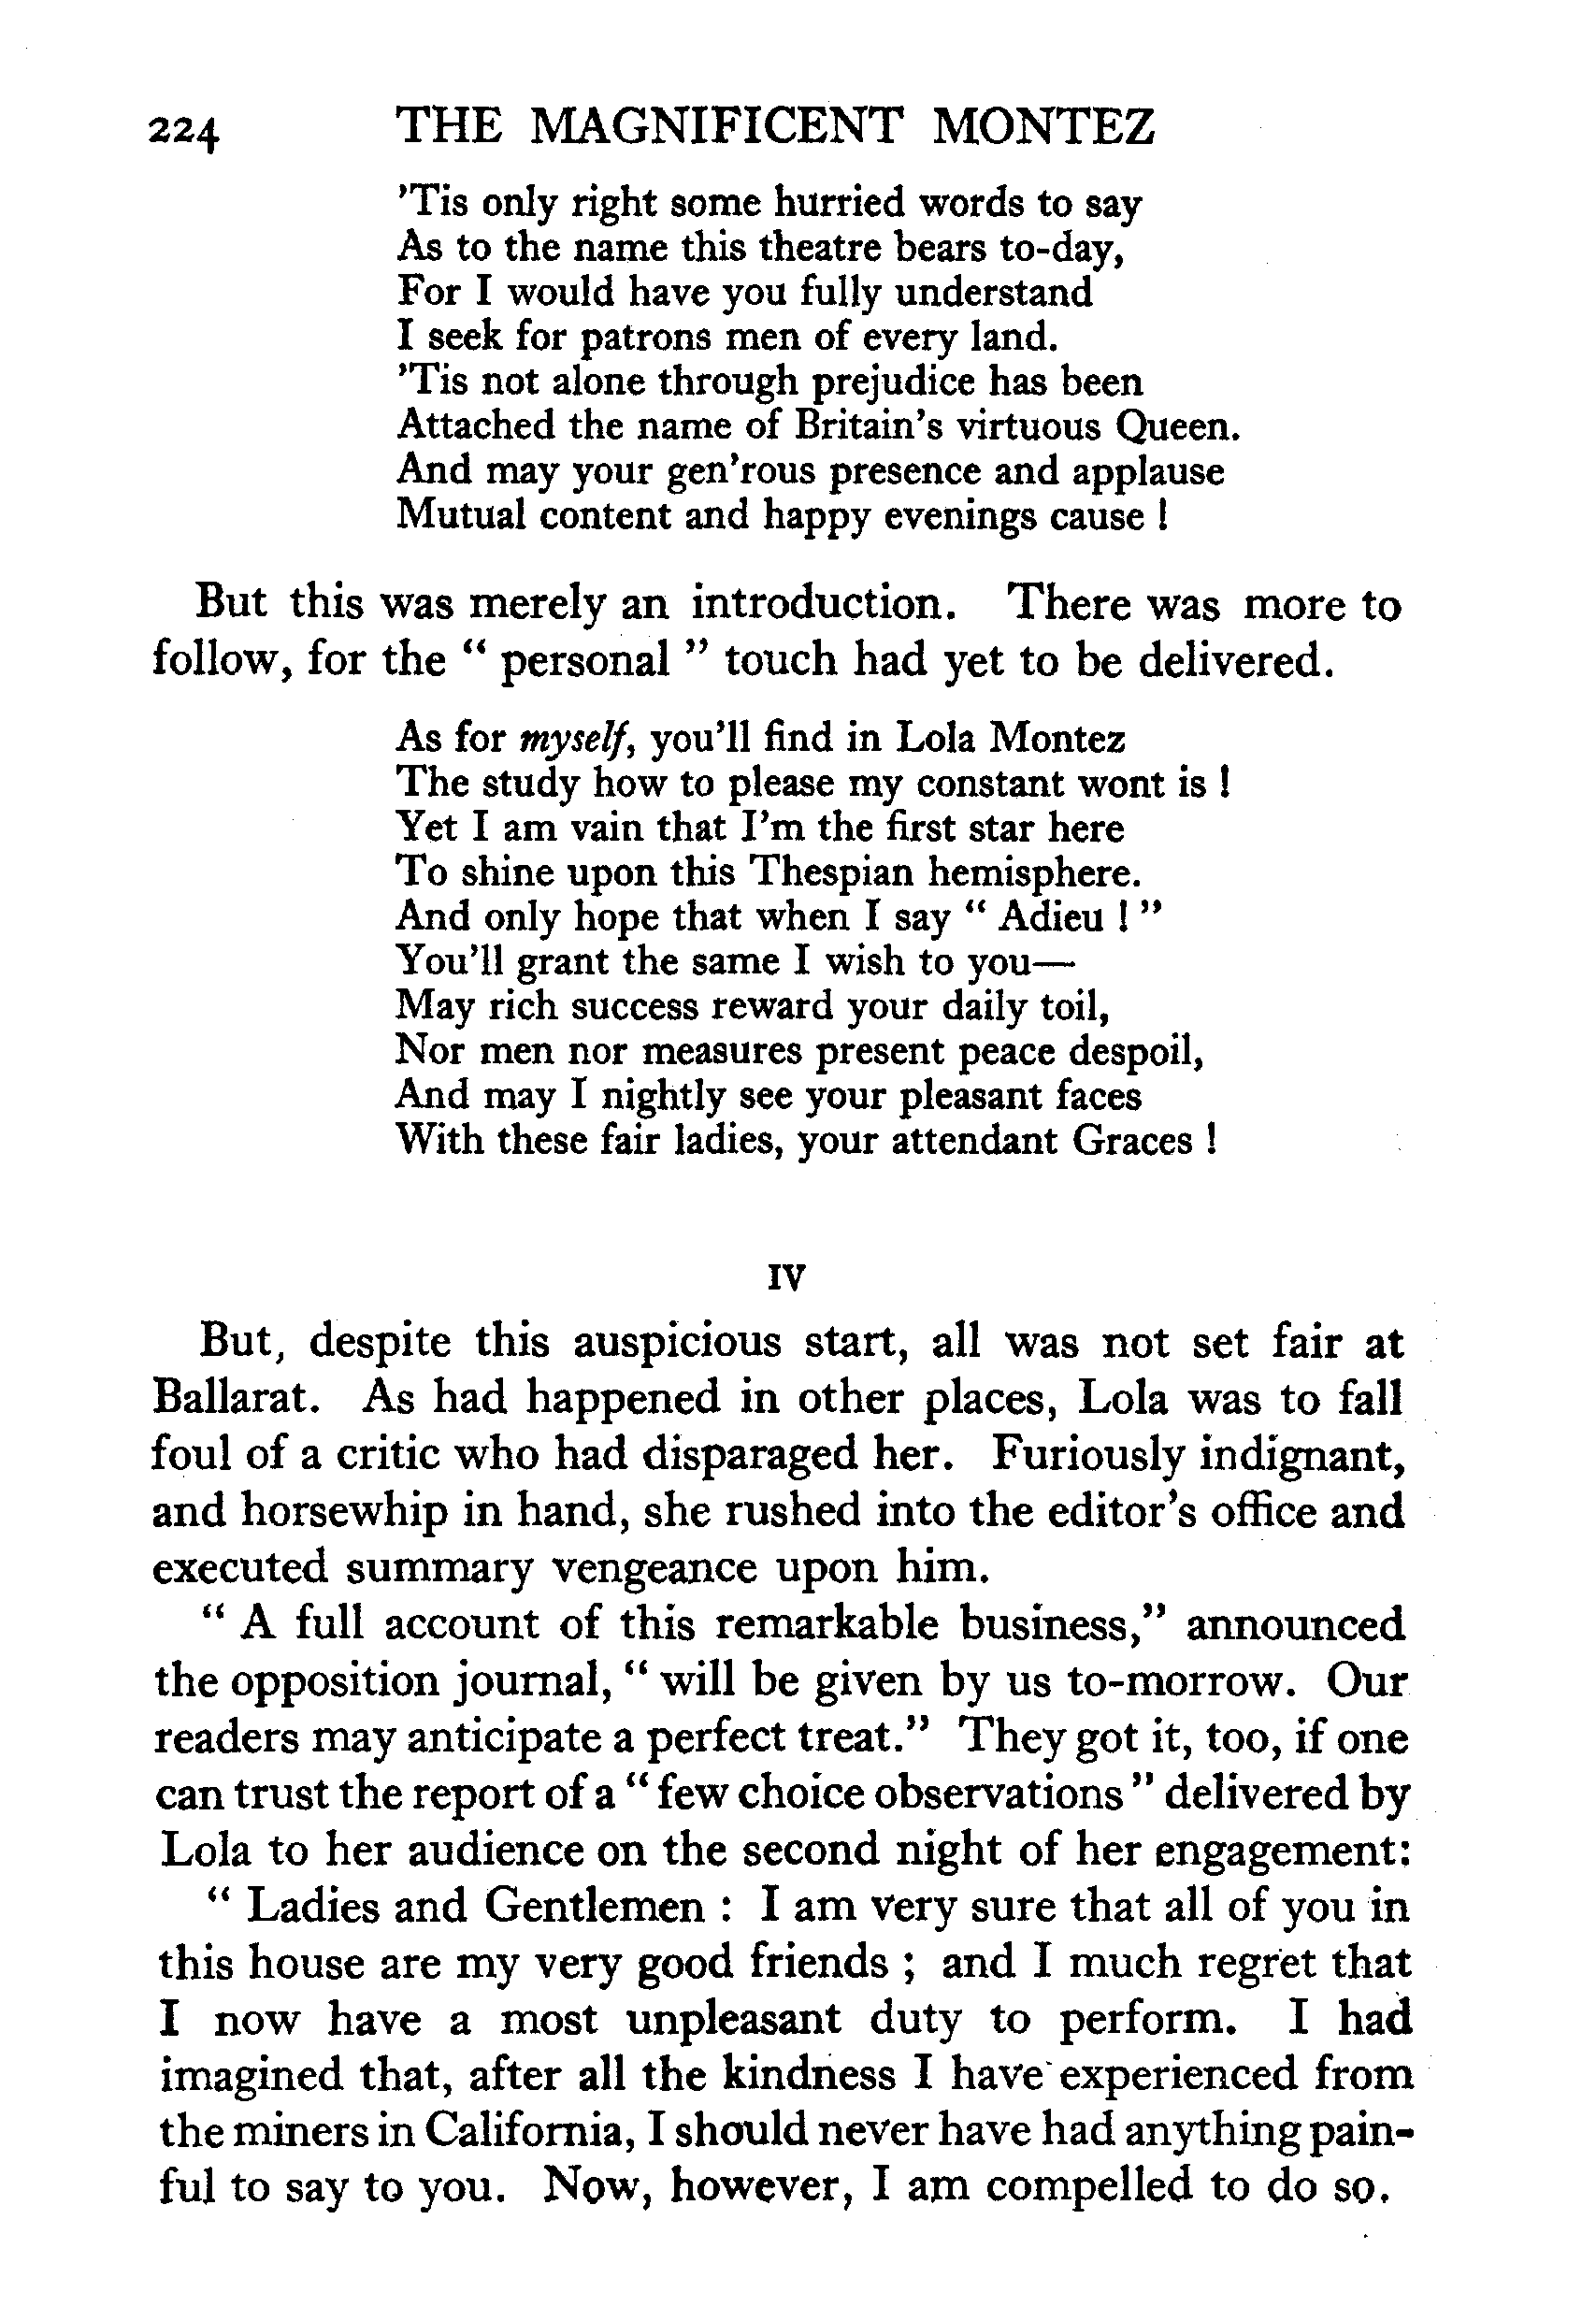 224 THE MAGNIFICENT MONTEZ
'Tis only right some hurried words to say
As to the name this theatre bears to-day,
For I would have you fully understand
I seek for patrons men of every land.
'Tis not alone through prejudice has been
Attached the name of Britain's virtuous Queen.
And may your gen'rous presence and applause
Mutual content and happy evenings cause !
But this was merely an introduction. There was more to
follow, for the " personal " touch had yet to be delivered.
As for myself, you'll find in Lola Montez
The study how to please my constant wont is !
Yet I am vain that I'm the first star here
To shine upon this Thespian hemisphere.
And only hope that when I say " Adieu ! "
You'll grant the same I wish to you—
May rich success reward your daily toil,
Nor men nor measures present peace despoil,
And may I nightly see your pleasant faces
With these fair ladies, your attendant Graces !
IV
But, despite this auspicious start, all was not set fair at
Ballarat. As had happened in other places, Lola was to fall
foul of a critic who had disparaged her. Furiously indignant,
and horsewhip in hand, she rushed into the editor's office and
executed summary vengeance upon him.
" A full account of this remarkable business," announced
the opposition journal, " will be given by us to-morrow. Our
readers may anticipate a perfect treat." They got it, too, if one
can trust the report of a " few choice observations " delivered by
Lola to her audience on the second night of her engagement:
" Ladies and Gentlemen : I am very sure that all of you in
this house are my very good friends ; and I much regret that
I now have a most unpleasant duty to perform. I had
imagined that, after all the kindness I have experienced from
the miners in California, I should never have had anything pain-
ful to say to you. Now, however, I am compelled to do so.